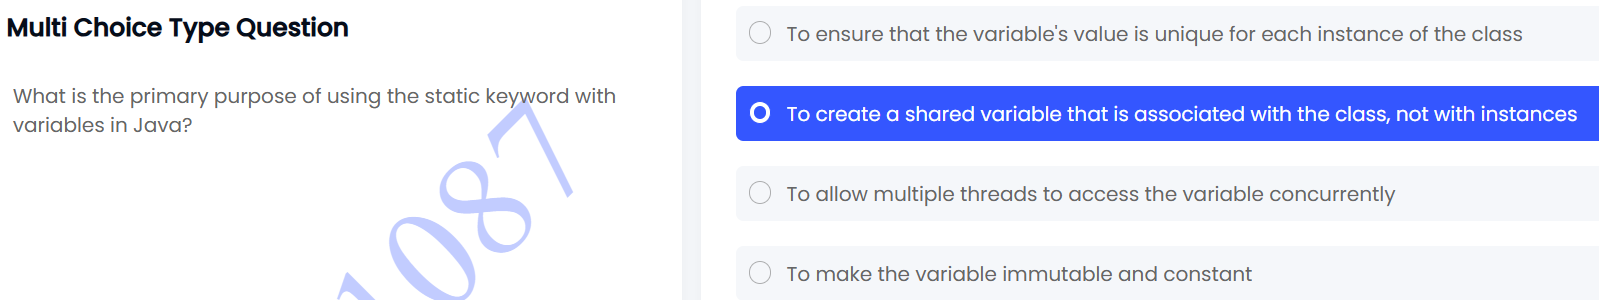 Multi Choice Type Question
What is the primary purpose of using the static keyword with
variables in Java?
To ensure that the variable's value is unique for each instance of the class
To create a shared variable that is associated with the class, not with instances
To allow multiple threads to access the variable concurrently
To make the variable immutable and constant
1087